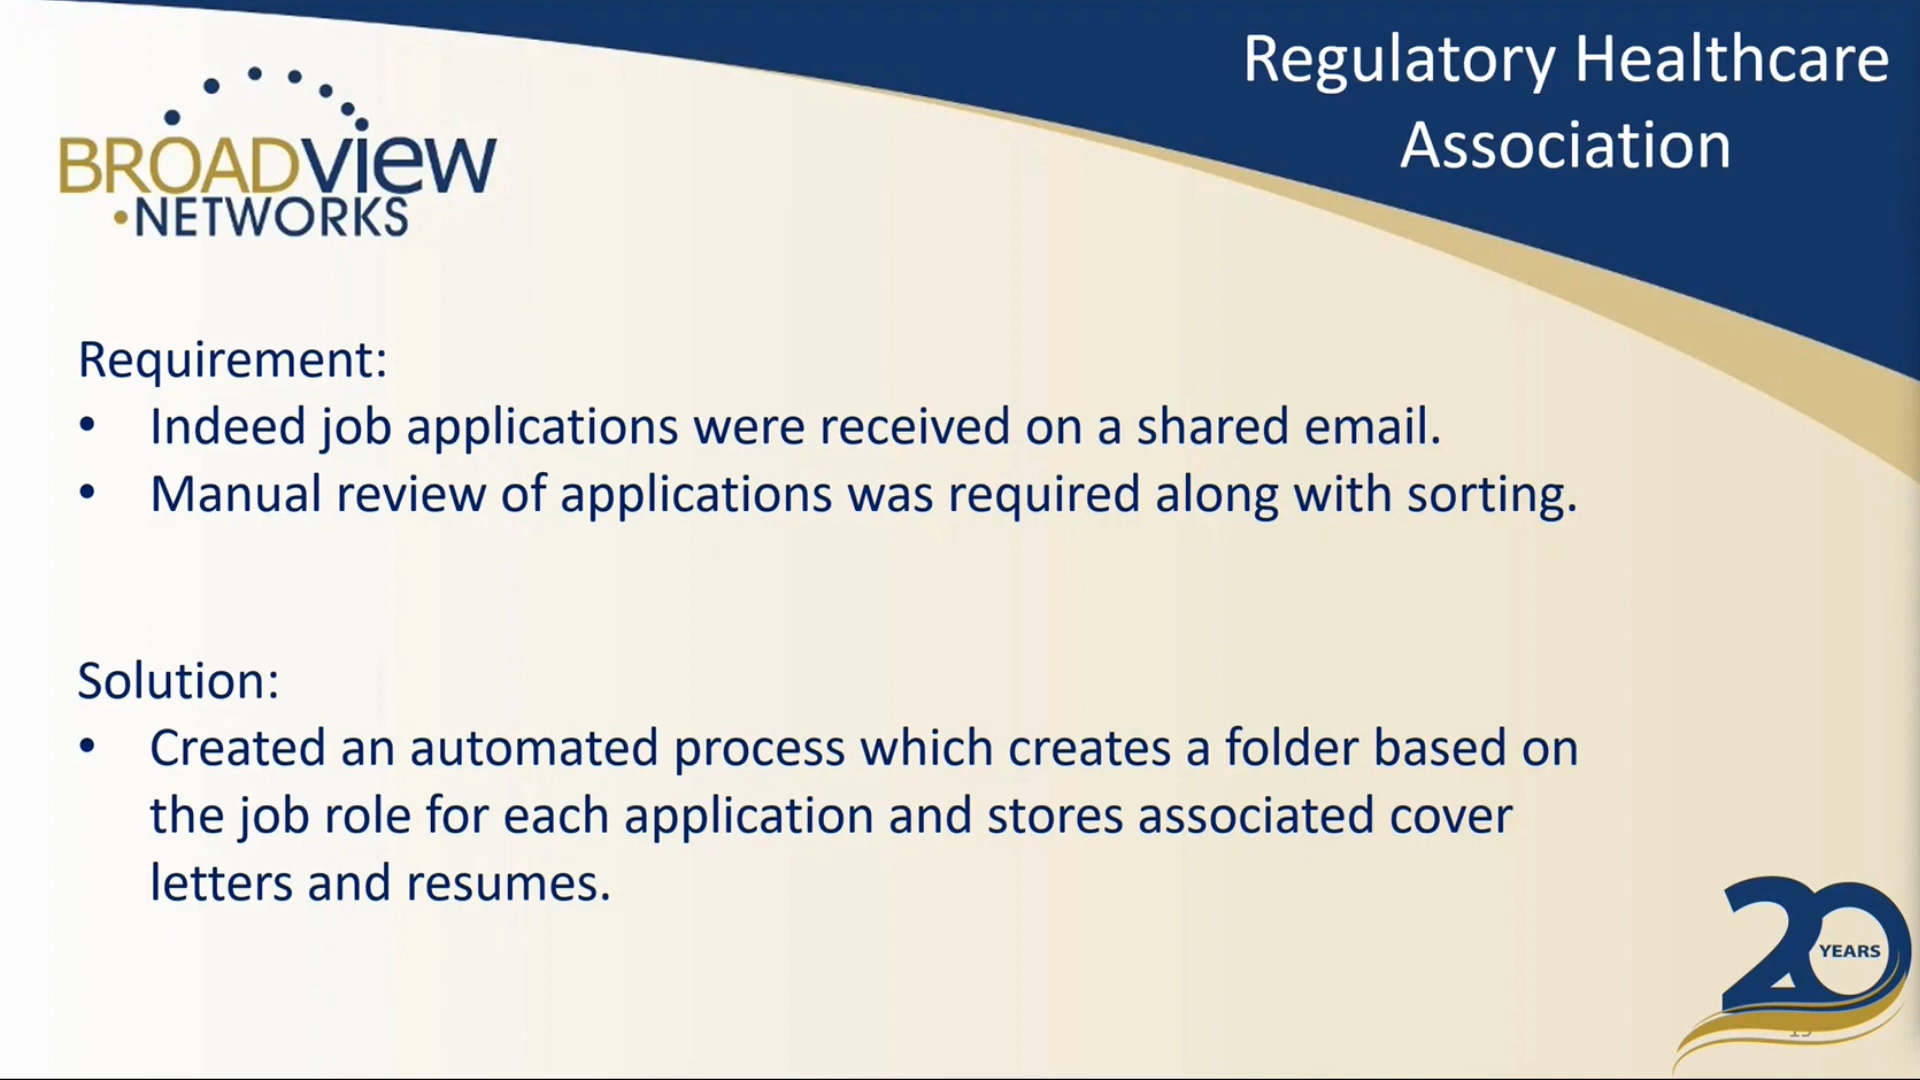 Regulatory Healthcare
Association
BROADVIEW
•NETWORKS
Requirement:
• Indeed job applications were received on a shared email.
• Manual review of applications was required along with sorting.
Solution:
• Created an automated process which creates a folder based on
the job role for each application and stores associated cover
letters and resumes.
20
YEARS